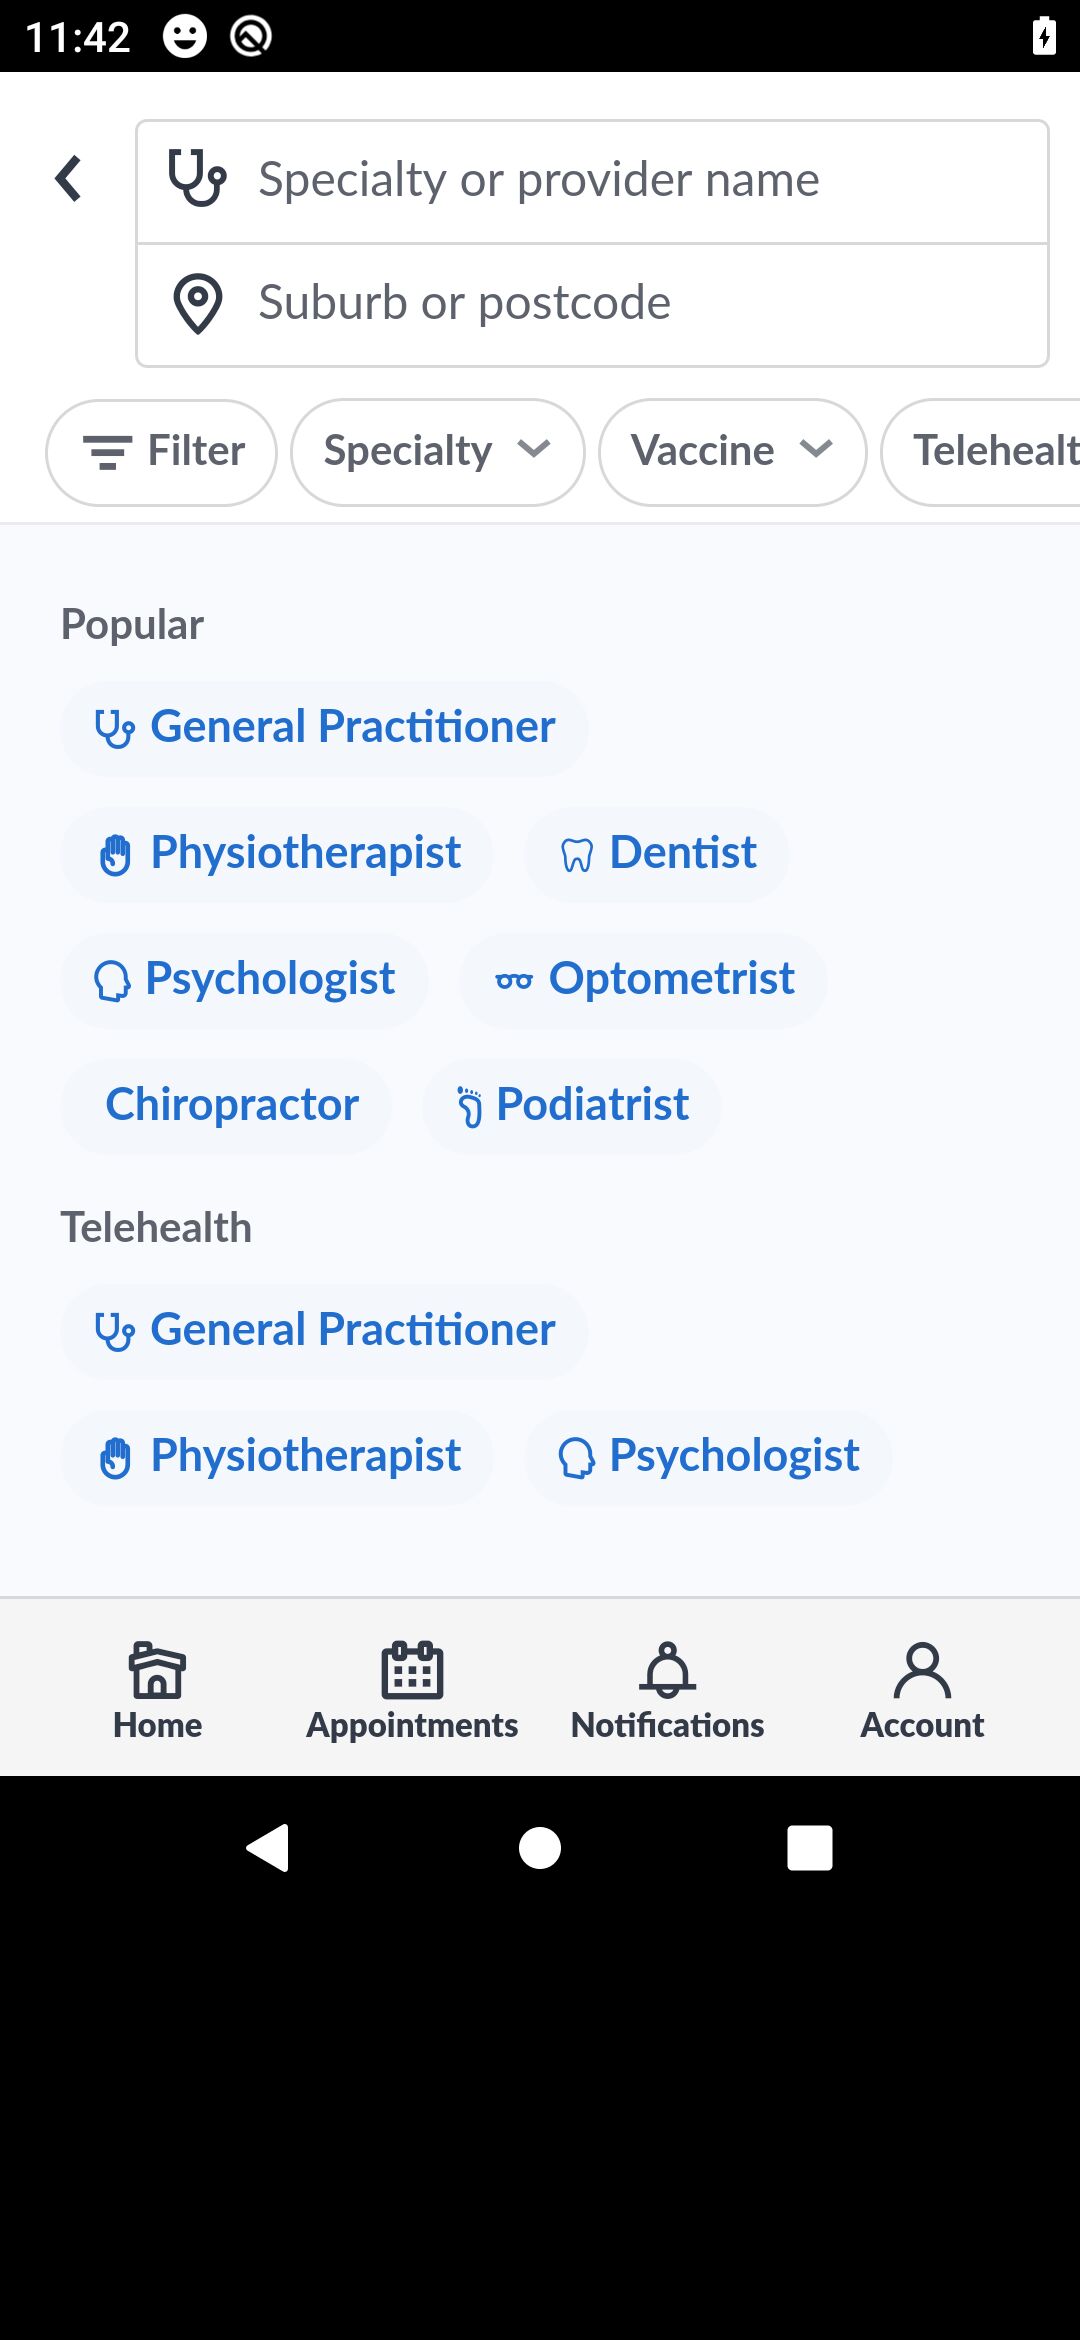 11:42
Specialty or provider name
Suburb or postcode
Filter Specialty Vaccine Telehealt
Popular
General Practitioner
Physiotherapist Dentist
Psychologist Optometrist
Chiropractor Podiatrist
Telehealth
General Practitioner
Physiotherapist Psychologist
Home Appointments Notifications Account